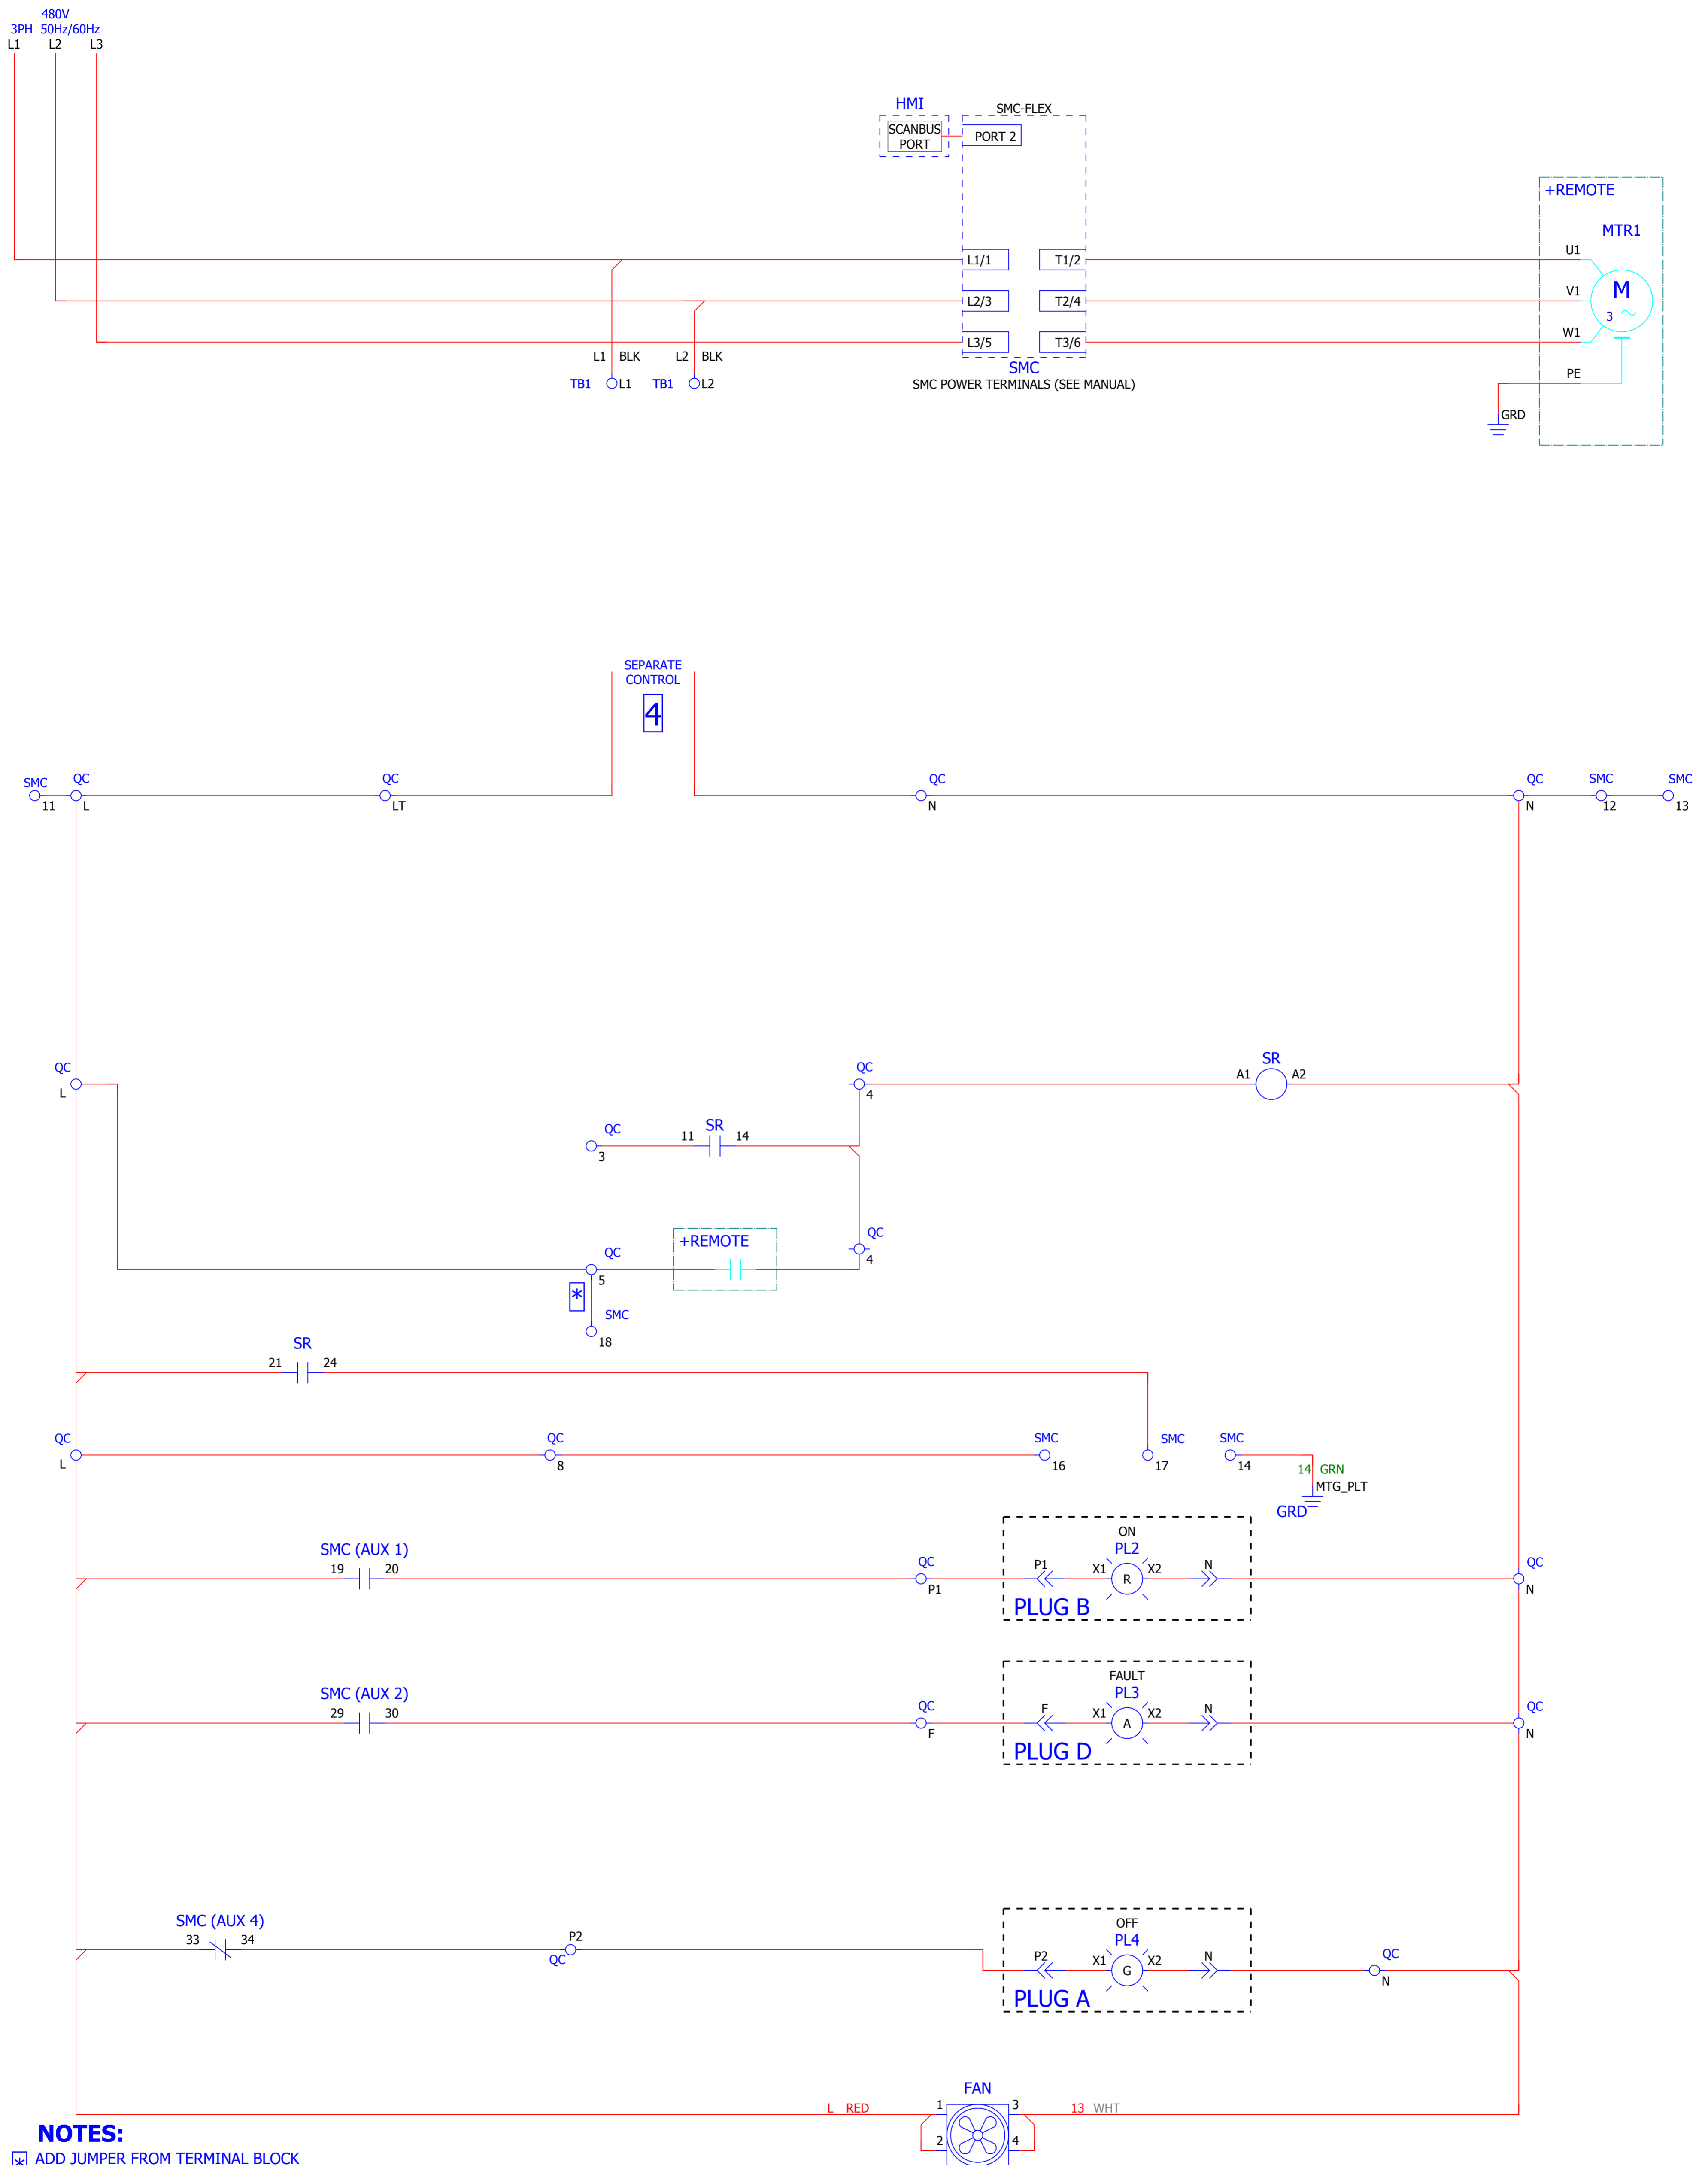 480V
3PH 50Hz/60Hz
L1 L2 L3
HMI
SMC-FLEX
SCANBUS
PORT
PORT 2
+REMOTE
MTR1
L1/1 T1/2 U1
L2/3 T2/4 V1
M
3
L3/5 T3/6 W1
L1 BLK L2 BLK
SMC
PE
TB1 L1 TB1 L2
SMC POWER TERMINALS (SEE MANUAL)
GRD
SEPARATE
CONTROL
4
SMC QC QC QC QC SMC SMC
11 L LT N N 12 13
QC QC SR
A1 A2
L 4
QC SR
11 14
3
QC
+REMOTE
4
QC
5
*
SMC
18
SR
21 24
QC QC SMC SMC SMC
L 8 16 17 14
14 GRN
MTG_PLT
GRD
ON
SMC (AUX 1) PL2
19 20 QC P1 X1 R X2 N QC
P1 N
PLUG B
FAULT
SMC (AUX 2) PL3
29 30 QC F X1 A X2 N QC
F N
PLUG D
OFF
SMC (AUX 4) PL4
33 34 P2
QC
P2 X1 G X2 N QC
N
PLUG A
FAN
L RED 1 3 13 WHT
2 4
NOTES:
* ADD JUMPER FROM TERMINAL BLOCK